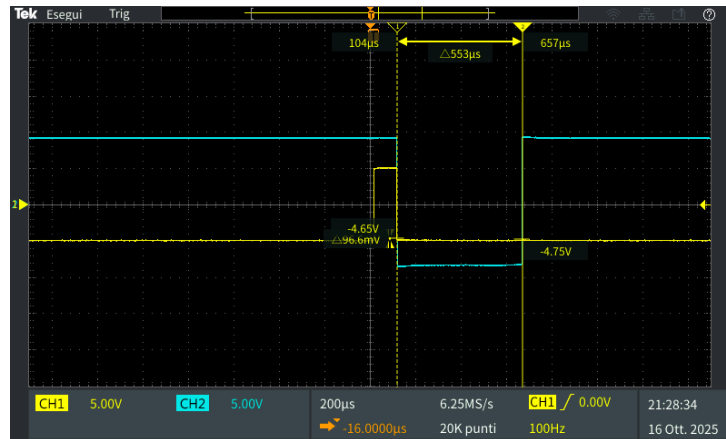 Tek Esegui Trig
104µs 657µs
△553µs
-4.65V
△96.6mV
-4.75V
CH1 5.00V CH2 5.00V 200µs 6.25MS/s CH1 0.00V 21:28:34
-16.0000µs 20K punti 100Hz 16 Ott. 2025